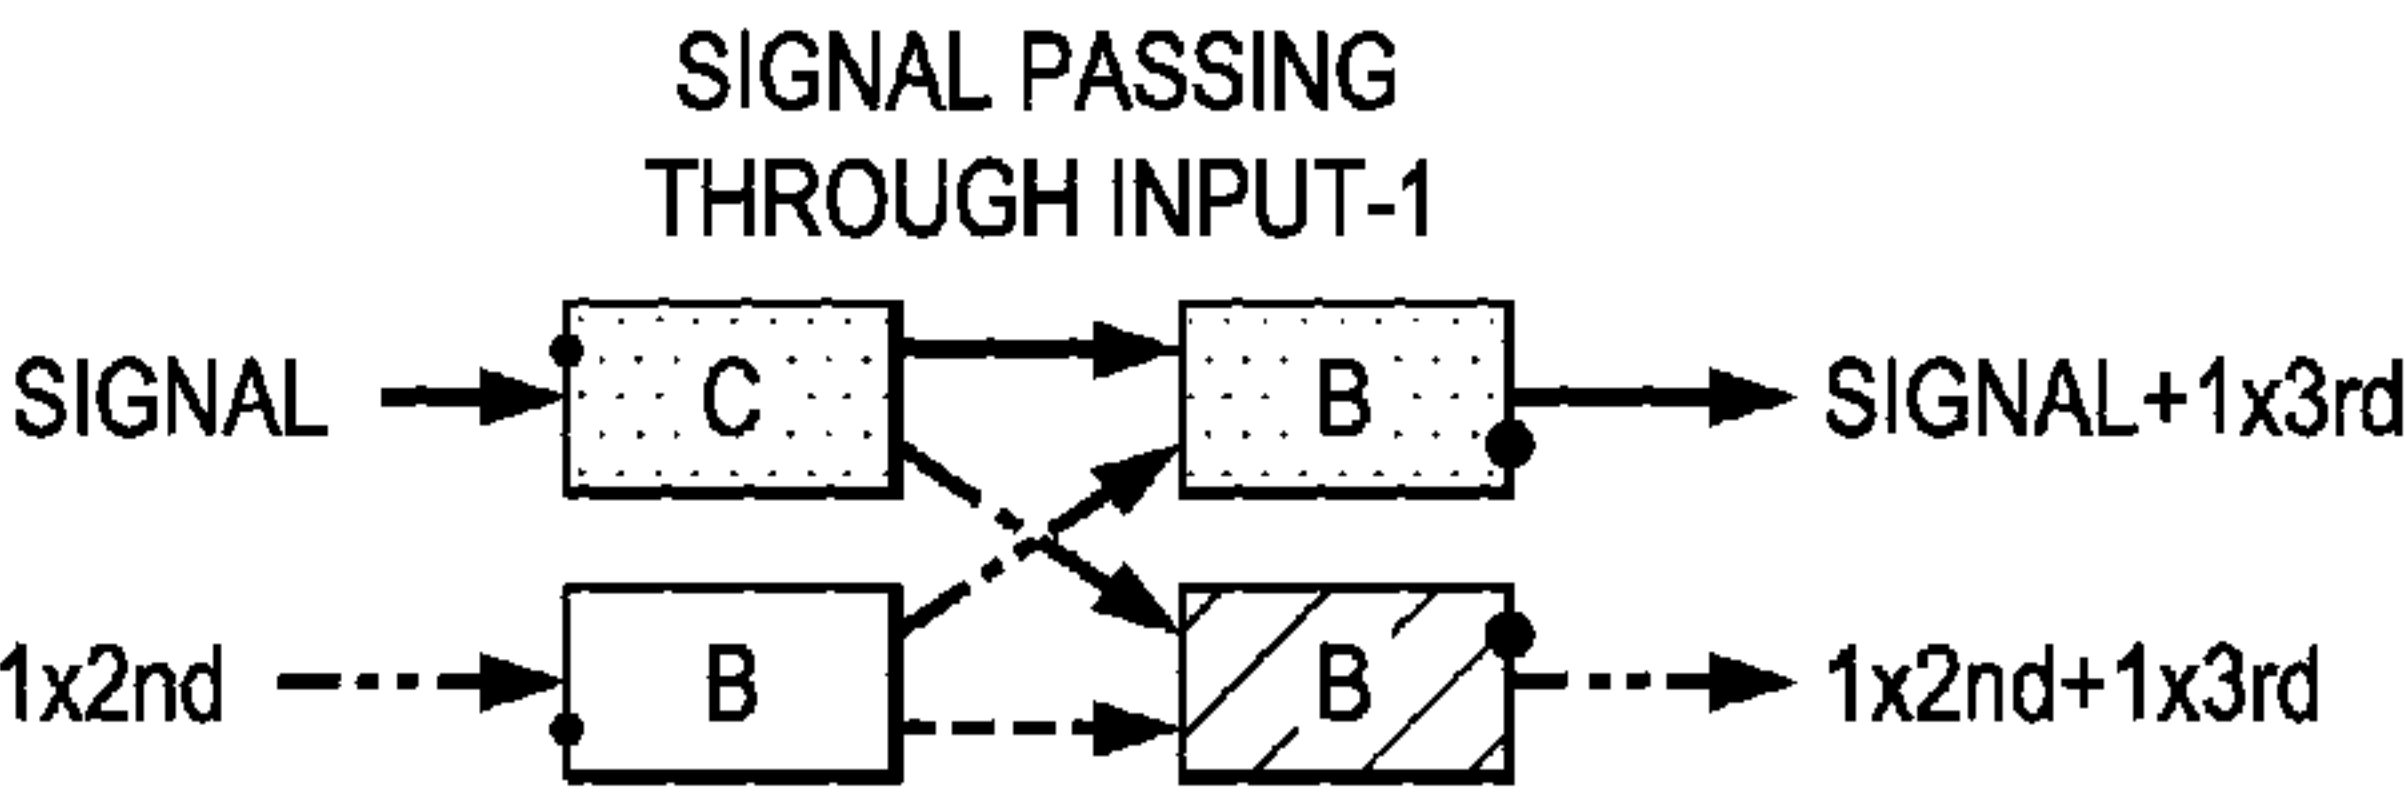 SIGNAL PASSING
THROUGH INPUT-1
SIGNAL C B SIGNAL+1x3rd
1x2nd B B 1x2nd+1x3rd